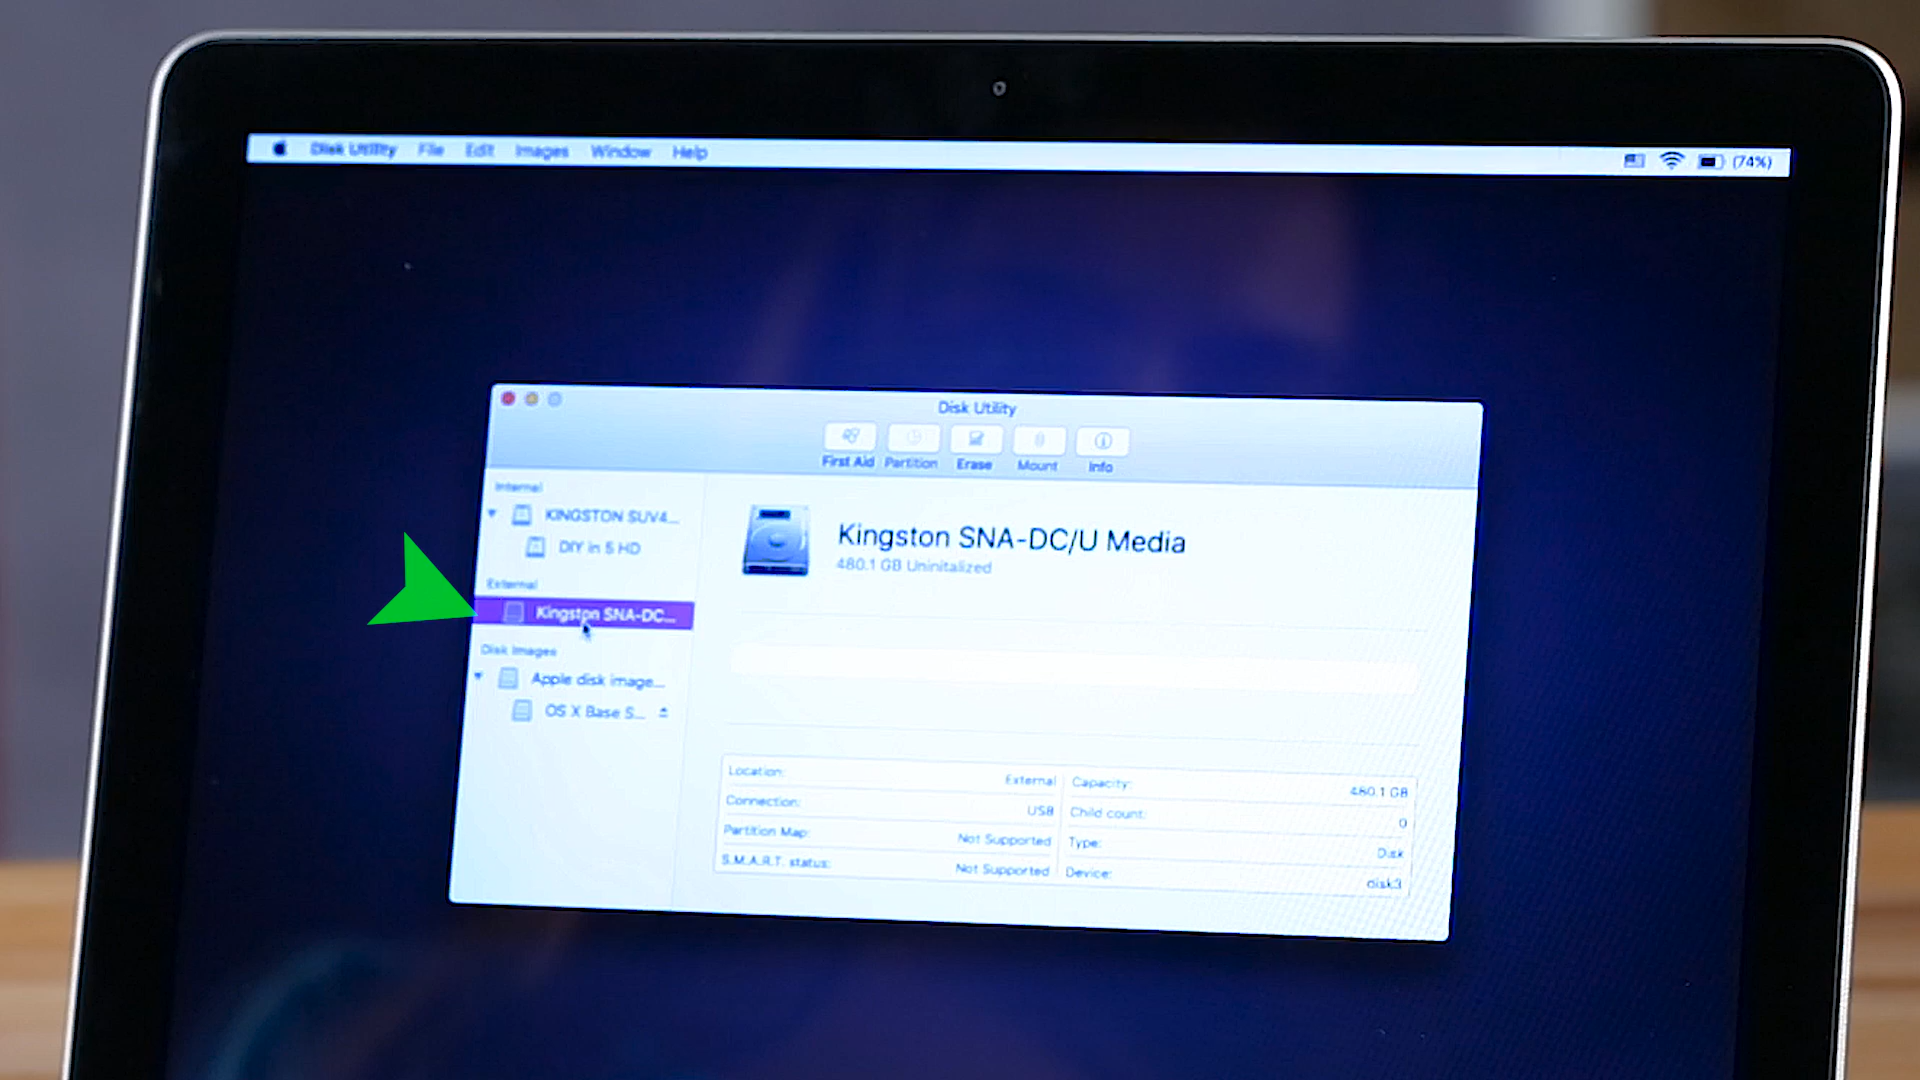 Disk Utility File Edit Images Window Help (74%)
Disk Utility
First Aid Partition Erase Mount Info
Internal
KINGSTON SUV4...
DIY in 5 HD
External
Kingston SNA-DC...
Disk Images
Apple disk image...
OS X Base S...
Kingston SNA-DC/U Media
480.1 GB Uninitalized
Location: External
Connection: USB
Partition Map: Not Supported
S.M.A.R.T. status: Not Supported
Capacity: 480.1 GB
Child count: 0
Type: Disk
Device: disk3